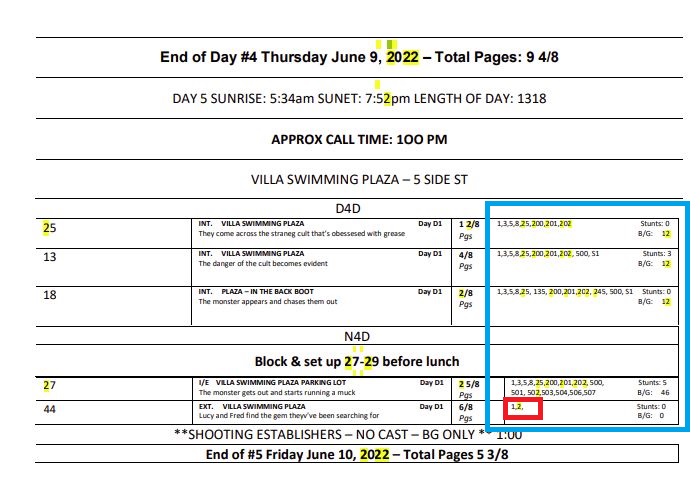 End of Day #4 Thursday June 9, 2022 – Total Pages: 9 4/8
DAY 5 SUNRISE: 5:34am SUNET: 7:52pm LENGTH OF DAY: 1318
APPROX CALL TIME: 1OO PM
VILLA SWIMMING PLAZA – 5 SIDE ST
D4D
25 INT. VILLA SWIMMING PLAZA Day D1 1 2/8 1,3,5,8,25,200,201,202 Stunts: 0
They come across the straneg cult that's obessesed with grease Pgs B/G: 12
13 INT. VILLA SWIMMING PLAZA Day D1 4/8 1,3,5,8,25,200,201,202, 500, S1 Stunts: 3
The danger of the cult becomes evident Pgs B/G: 12
18 INT. PLAZA – IN THE BACK BOOT Day D1 2/8 1,3,5,8,25, 135, 200,201,202, 245, 500, S1 Stunts: 0
The monster appears and chases them out Pgs B/G: 12
N4D
Block & set up 27-29 before lunch
27 I/E VILLA SWIMMING PLAZA PARKING LOT Day D1 2 5/8 1,3,5,8,25,200,201,202, 500, Stunts: 5
The monster gets out and starts running a muck Pgs 501, 502,503,504,506,507 B/G: 46
44 EXT. VILLA SWIMMING PLAZA Day D1 6/8 1,2, Stunts: 0
Lucy and Fred find the gem theyv've been searching for Pgs B/G: 0
**SHOOTING ESTABLISHERS – NO CAST – BG ONLY ** 1:00
End of #5 Friday June 10, 2022 – Total Pages 5 3/8